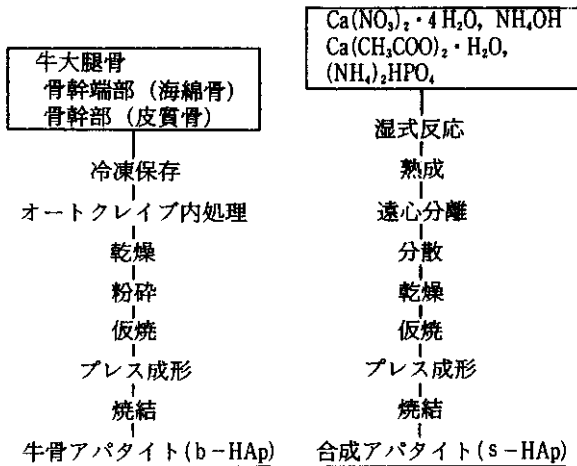 牛大腿骨
骨幹端部（海綿骨）
骨幹部（皮質骨）
冷凍保存
オートクレイブ内処理
乾燥
粉砕
仮焼
プレス成形
焼結
牛骨アパタイト(b－HAp)
Ca(NO₃)₂・4H₂O, NH₄OH
Ca(CH₃COO)₂・H₂O,
(NH₄)₂HPO₄
湿式反応
熟成
遠心分離
分散
乾燥
仮焼
プレス成形
焼結
合成アパタイト(s－HAp)